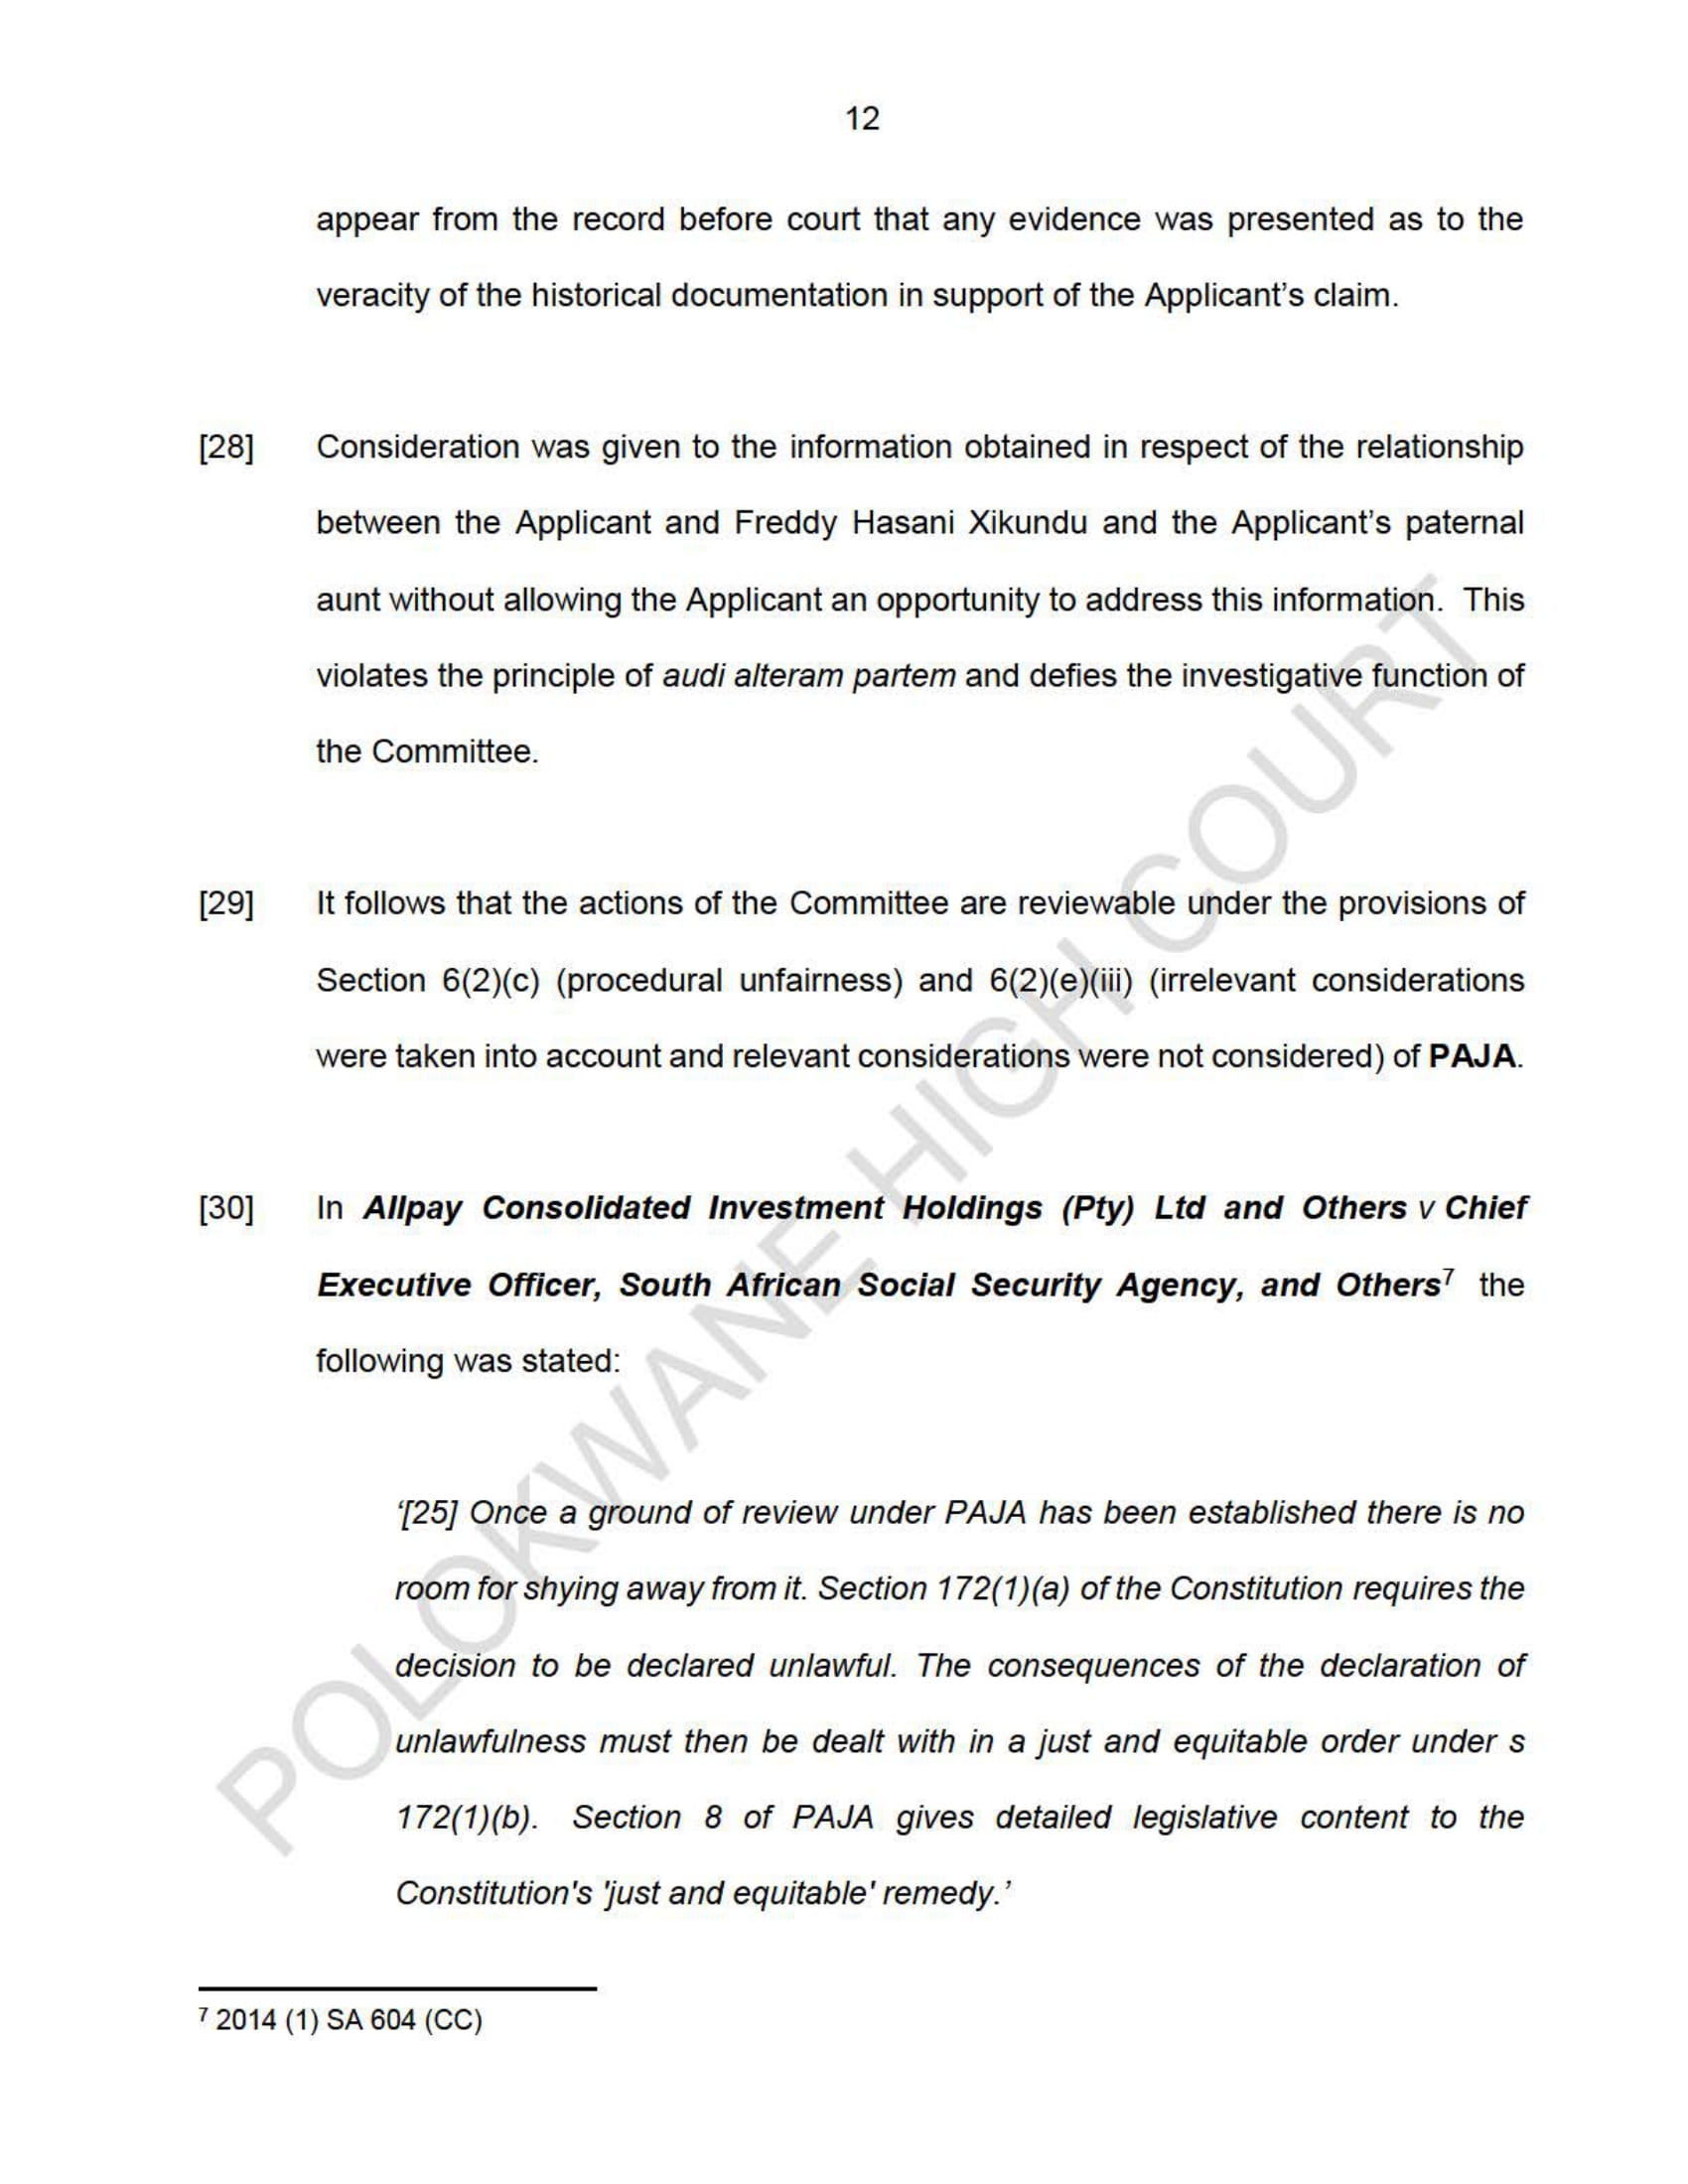 12
appear from the record before court that any evidence was presented as to the
veracity of the historical documentation in support of the Applicant’s claim.
[28] Consideration was given to the information obtained in respect of the relationship
between the Applicant and Freddy Hasani Xikundu and the Applicant’s paternal
aunt without allowing the Applicant an opportunity to address this information. This
violates the principle of audi alteram partem and defies the investigative function of
the Committee.
[29] It follows that the actions of the Committee are reviewable under the provisions of
Section 6(2)(c) (procedural unfairness) and 6(2)(e)(iii) (irrelevant considerations
were taken into account and relevant considerations were not considered) of PAJA.
[30] In Allpay Consolidated Investment Holdings (Pty) Ltd and Others v Chief
Executive Officer, South African Social Security Agency, and Others7 the
following was stated:
‘[25] Once a ground of review under PAJA has been established there is no
room for shying away from it. Section 172(1)(a) of the Constitution requires the
decision to be declared unlawful. The consequences of the declaration of
unlawfulness must then be dealt with in a just and equitable order under s
172(1)(b). Section 8 of PAJA gives detailed legislative content to the
Constitution's 'just and equitable' remedy.’
7 2014 (1) SA 604 (CC)
POLOKWANE HIGH COURT